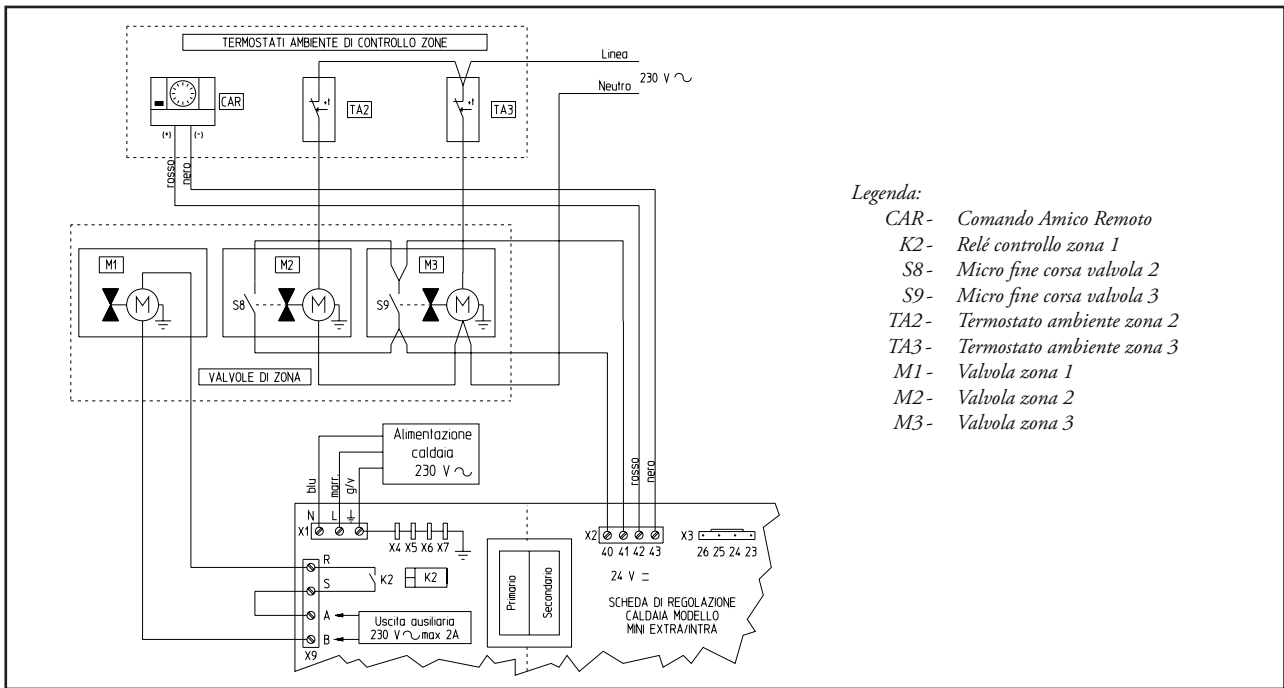 TERMOSTATI AMBIENTE DI CONTROLLO ZONE
Linea
Neutro
230 V ~
CAR
TA2
TA3
+t
+t
(+) (-)
rosso
nero
M1
M2
M3
M
M
M
S8
S9
VALVOLE DI ZONA
Alimentazione
caldaia
230 V ~
blu
marr.
g/v
rosso
nero
N L
X1
X4 X5 X6 X7
X2
40 41 42 43
X3
26 25 24 23
24 V =
R
S
A
B
X9
K2
K2
Uscita ausiliaria
230 V ~ max 2A
Primario
Secondario
SCHEDA DI REGOLAZIONE
CALDAIA MODELLO
MINI EXTRA/INTRA
Legenda:
CAR - Comando Amico Remoto
K2 - Relé controllo zona 1
S8 - Micro fine corsa valvola 2
S9 - Micro fine corsa valvola 3
TA2 - Termostato ambiente zona 2
TA3 - Termostato ambiente zona 3
M1 - Valvola zona 1
M2 - Valvola zona 2
M3 - Valvola zona 3